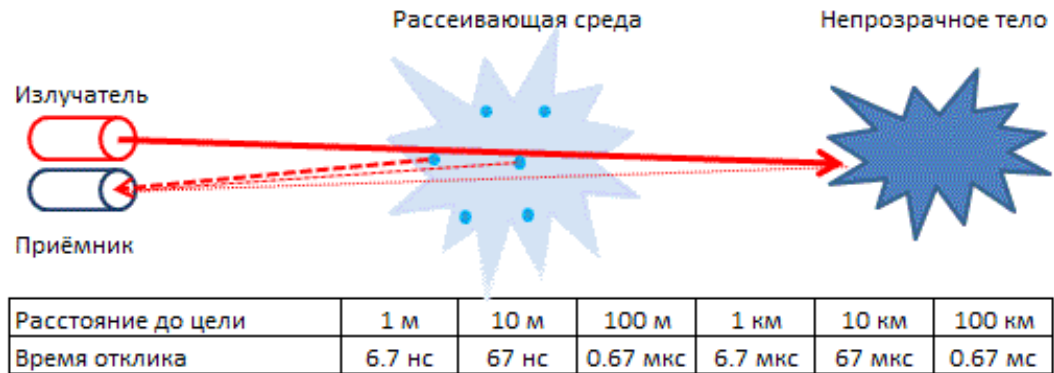 Рассеивающая среда
Непрозрачное тело
Излучатель
Приёмник
Расстояние до цели 1 м 10 м 100 м 1 км 10 км 100 км
Время отклика 6.7 нс 67 нс 0.67 мкс 6.7 мкс 67 мкс 0.67 мс